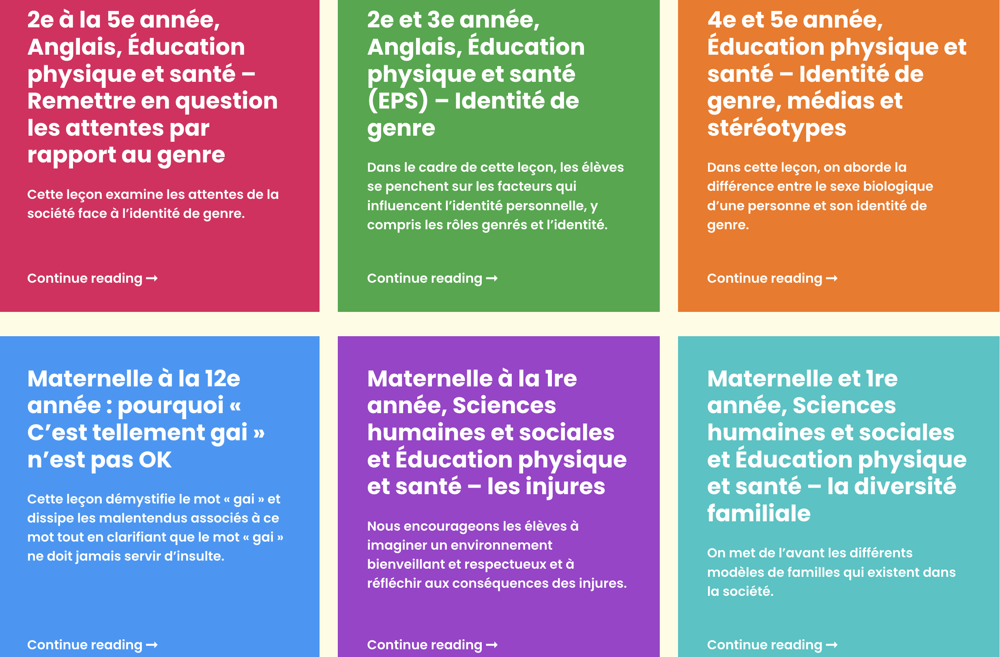 2e à la 5e année,
Anglais, Éducation
physique et santé –
Remettre en question
les attentes par
rapport au genre
Cette leçon examine les attentes de la
société face à l’identité de genre.
Continue reading →
2e et 3e année,
Anglais, Éducation
physique et santé
(EPS) – Identité de
genre
Dans le cadre de cette leçon, les élèves
se penchent sur les facteurs qui
influencent l’identité personnelle, y
compris les rôles genrés et l’identité.
Continue reading →
4e et 5e année,
Éducation physique et
santé – Identité de
genre, médias et
stéréotypes
Dans cette leçon, on aborde la
différence entre le sexe biologique
d’une personne et son identité de
genre.
Continue reading →
Maternelle à la 12e
année : pourquoi «
C’est tellement gai »
n’est pas OK
Cette leçon démystifie le mot « gai » et
dissipe les malentendus associés à ce
mot tout en clarifiant que le mot « gai »
ne doit jamais servir d’insulte.
Continue reading →
Maternelle à la 1re
année, Sciences
humaines et sociales
et Éducation physique
et santé – les injures
Nous encourageons les élèves à
imaginer un environnement
bienveillant et respectueux et à
réfléchir aux conséquences des injures.
Continue reading →
Maternelle et 1re
année, Sciences
humaines et sociales
et Éducation physique
et santé – la diversité
familiale
On met de l’avant les différents
modèles de familles qui existent dans
la société.
Continue reading →